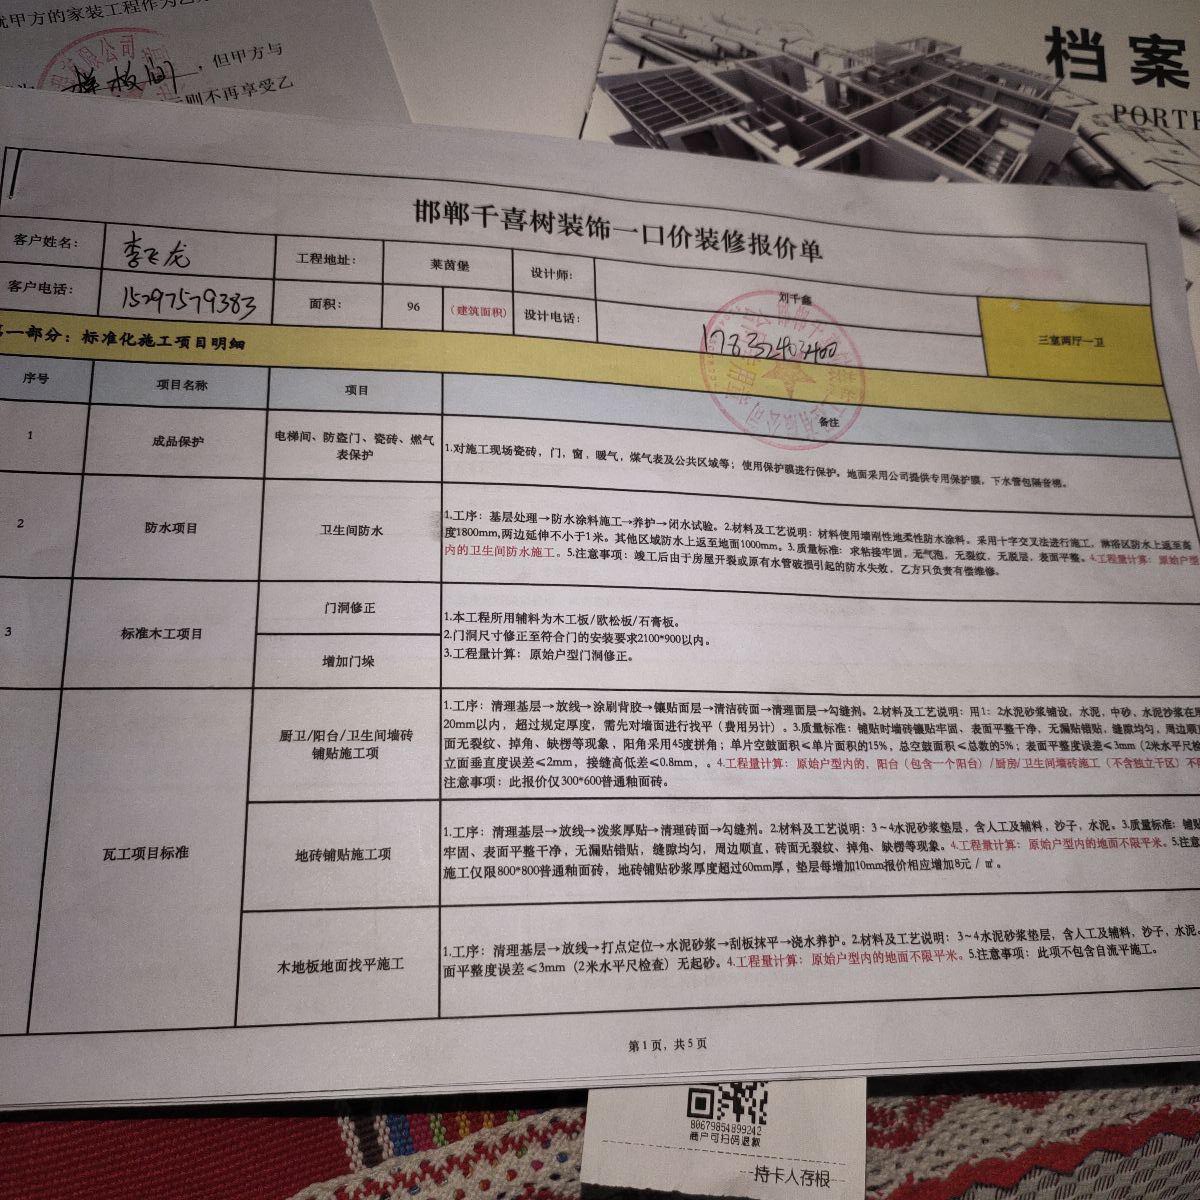 就甲方的家装工程作为乙
限公司
样板间,但甲方与
则不再享受乙
档案
PORTF
邯郸千喜树装饰一口价装修报价单
客户姓名: 李飞龙 工程地址: 莱茵堡 设计师: 刘千鑫
客户电话: 15297579383 面积: 96 (建筑面积) 设计电话: 17832403400
三室两厅一卫
第一部分:标准化施工项目明细
序号 项目名称 项目 备注
1 成品保护 电梯间、防盗门、瓷砖、燃气
表保护
1.对施工现场瓷砖,门,窗,暖气,煤气表及公共区域等;使用保护膜进行保护。地面采用公司提供专用保护膜,下水管包隔音棉。
2 防水项目 卫生间防水
1.工序:基层处理→防水涂料施工→养护→闭水试验。2.材料及工艺说明:材料使用墙刚性地柔性防水涂料。采用十字交叉法进行施工,淋浴区防水上返至高
度1800mm,两边延伸不小于1米。其他区域防水上返至地面1000mm。3.质量标准:求粘接牢固,无气泡,无裂纹,无脱层,表面平整。4.工程量计算:原始户型
内的卫生间防水施工。5.注意事项:竣工后由于房屋开裂或原有水管破损引起的防水失效,乙方只负责有偿维修。
3 标准木工项目 门洞修正
增加门垛
1.本工程所用辅料为木工板/欧松板/石膏板。
2.门洞尺寸修正至符合门的安装要求2100*900以内。
3.工程量计算:原始户型门洞修正。
瓦工项目标准
厨卫/阳台/卫生间墙砖
铺贴施工项
1.工序:清理基层→放线→涂刷背胶→镶贴面层→清洁砖面→清理面层→勾缝剂。2.材料及工艺说明:用1:2水泥砂浆铺设,水泥,中砂,水泥沙浆在厚
20mm以内,超过规定厚度,需先对墙面进行找平(费用另计)。3.质量标准:铺贴时墙砖镶贴牢固、表面平整干净,无漏贴错贴,缝隙均匀,周边顺
面无裂纹、掉角、缺楞等现象,阳角采用45度拼角;单片空鼓面积≤单片面积的15%,总空鼓面积≤总数的5%;表面平整度误差≤3mm(2米水平尺检
立面垂直度误差≤2mm,接缝高低差≤0.8mm,。4.工程量计算:原始户型内的,阳台(包含一个阳台)/厨房/卫生间墙砖施工(不含独立干区)不限
注意事项:此报价仅300*600普通釉面砖。
地砖铺贴施工项
1.工序:清理基层→放线→泼浆厚贴→清理砖面→勾缝剂。2.材料及工艺说明:3~4水泥砂浆垫层,含人工及辅料,沙子,水泥。3.质量标准:铺贴
牢固、表面平整干净,无漏贴错贴,缝隙均匀,周边顺直,砖面无裂纹、掉角、缺楞等现象。4.工程量计算:原始户型内的地面不限平米。5.注意
施工仅限800*800普通釉面砖,地砖铺贴砂浆厚度超过60mm厚,垫层每增加10mm报价相应增加8元/㎡。
木地板地面找平施工
1.工序:清理基层→放线→打点定位→水泥砂浆→刮板抹平→浇水养护。2.材料及工艺说明:3~4水泥砂浆垫层,含人工及辅料,沙子,水泥。
面平整度误差≤3mm(2米水平尺检查)无起砂。4.工程量计算:原始户型内的地面不限平米。5.注意事项:此项不包含自流平施工。
第1页,共5页
80679854899242
商户可扫码退款
持卡人存根